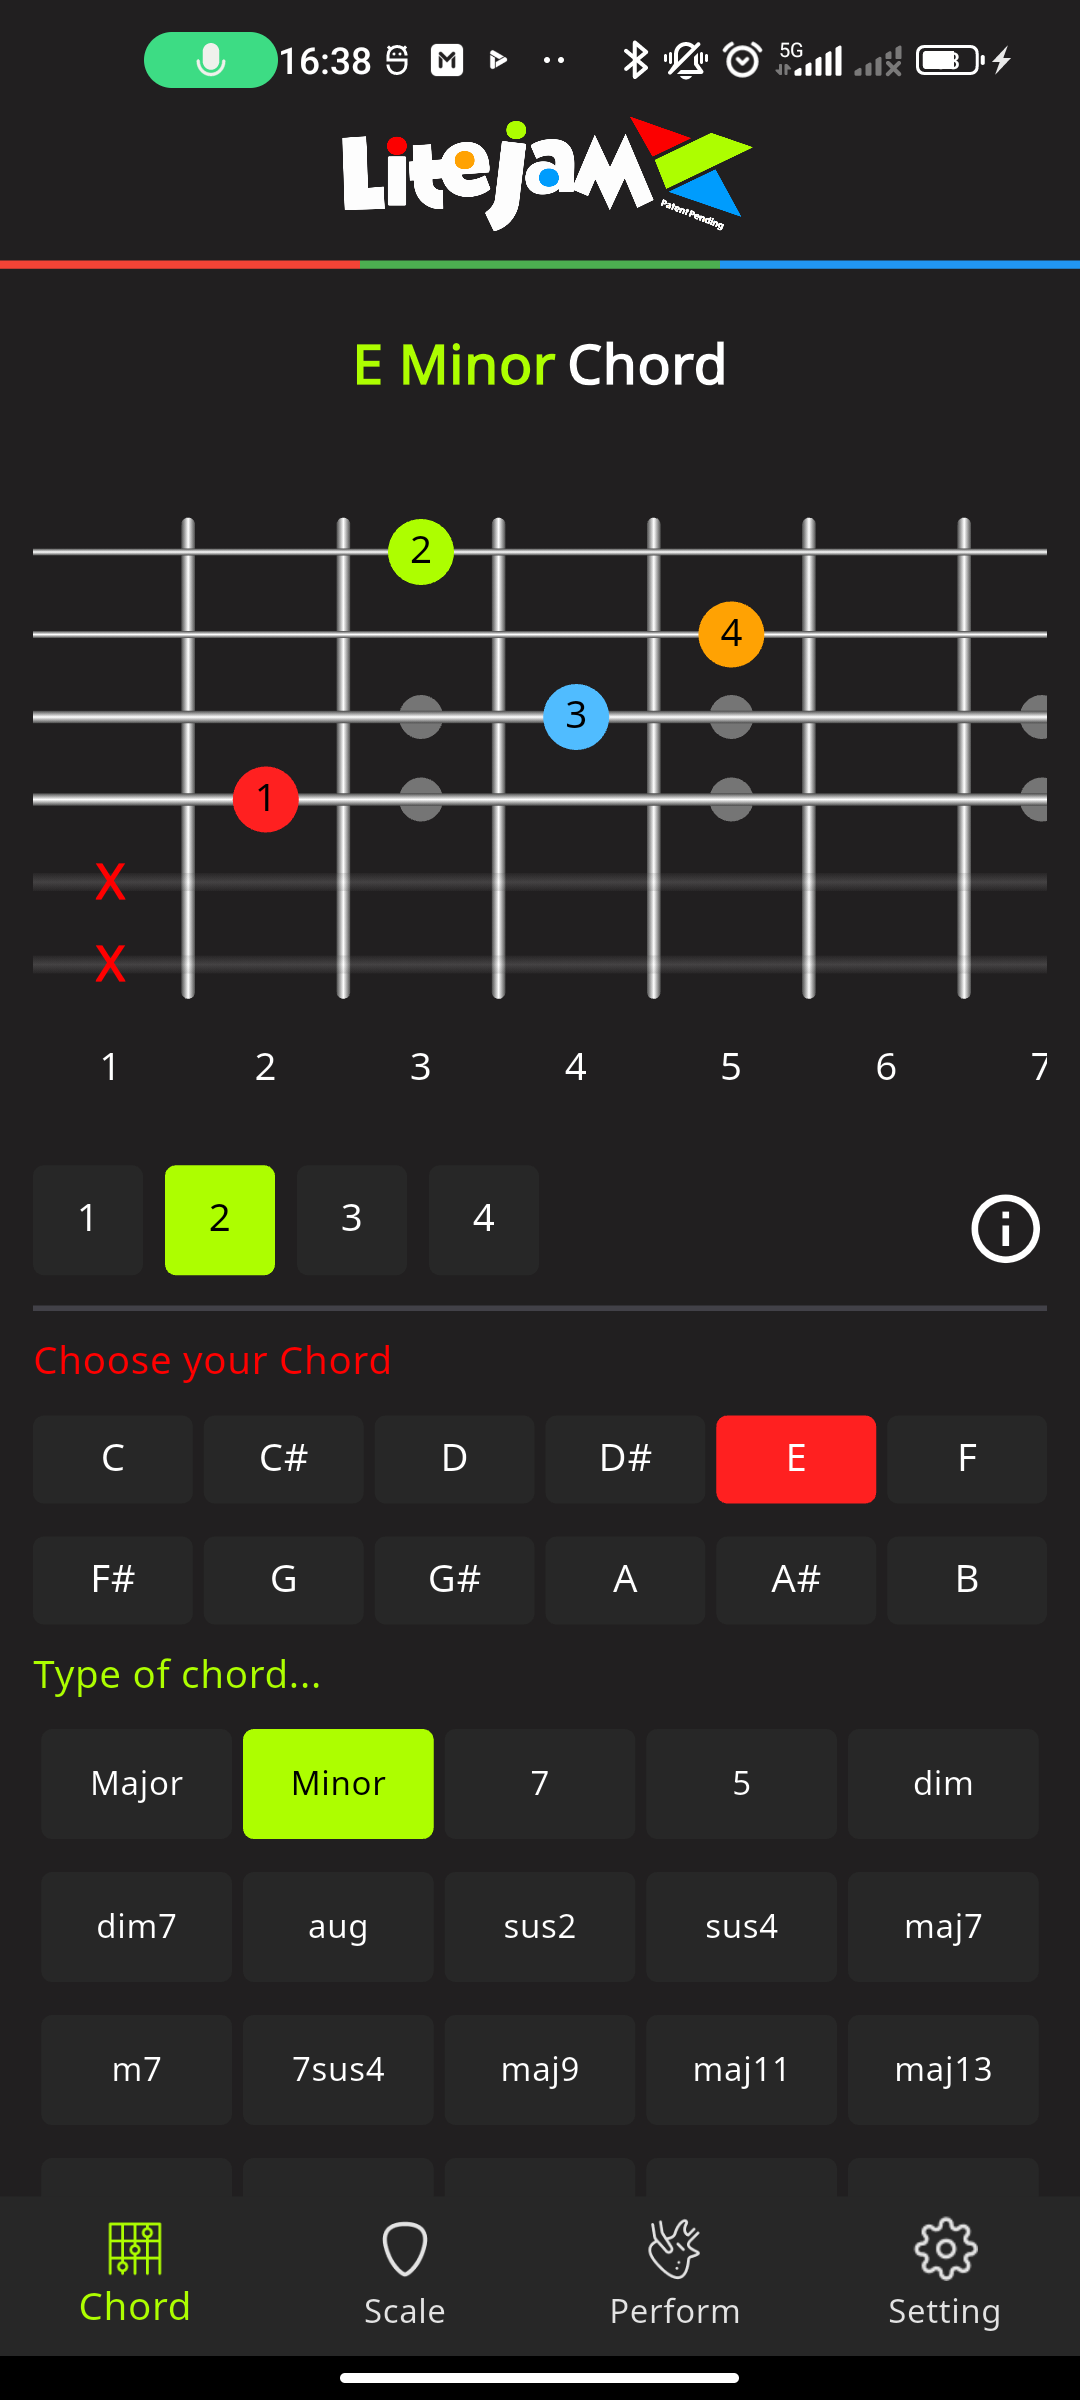 16:38 5G
Litejam
Patent Pending
E Minor Chord
2
4
3
1
X
X
1 2 3 4 5 6 7
1 2 3 4
Choose your Chord
C C# D D# E F
F# G G# A A# B
Type of chord...
Major Minor 7 5 dim
dim7 aug sus2 sus4 maj7
m7 7sus4 maj9 maj11 maj13
Chord Scale Perform Setting